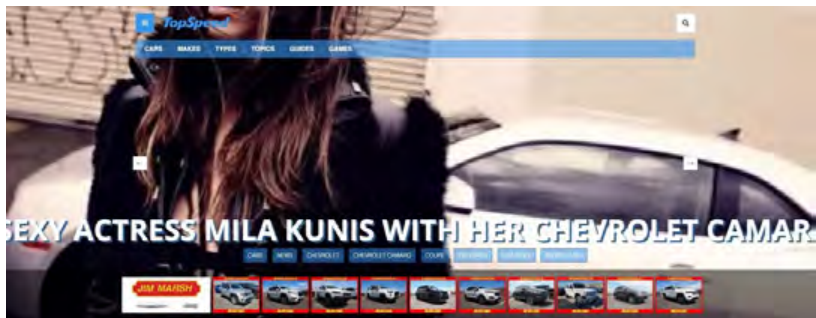 TopSpeed
CARS MAKES TYPES TOPICS GUIDES GAMES
SEXY ACTRESS MILA KUNIS WITH HER CHEVROLET CAMAR
CARS NEWS CHEVROLET CHEVROLET CAMARO COUPE
JIM MARSH